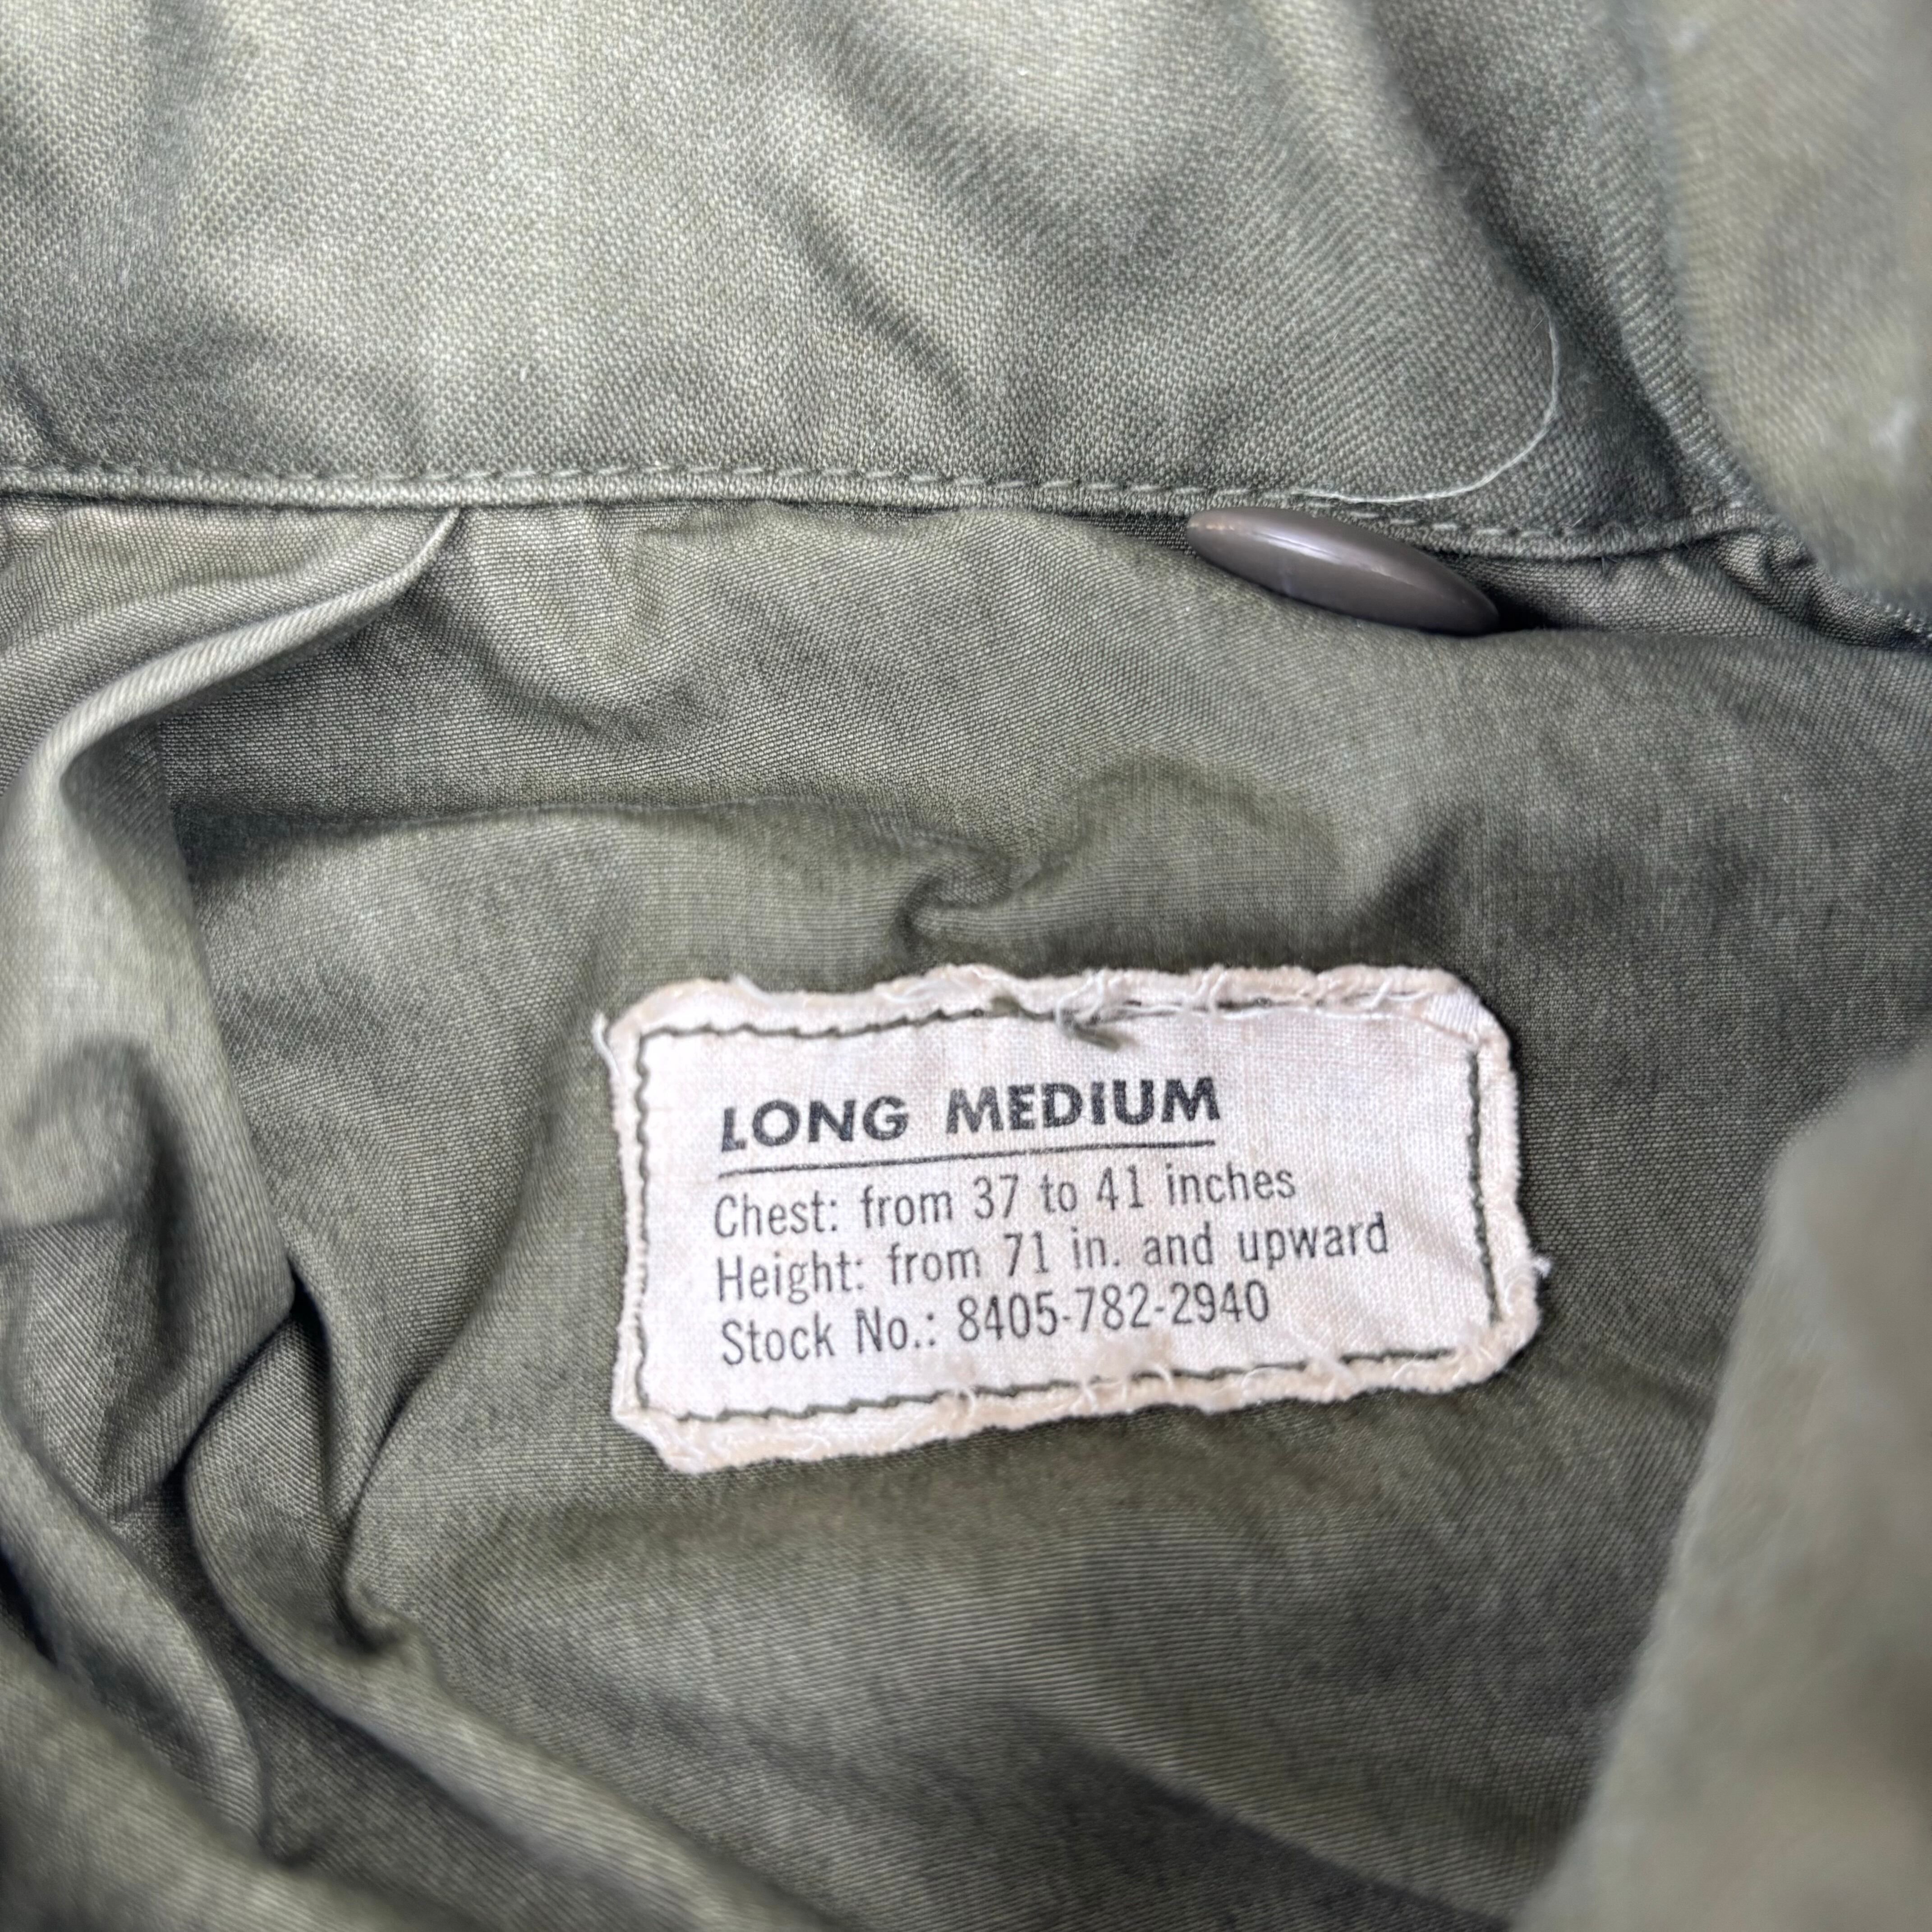 LONG MEDIUM
Chest: from 37 to 41 inches
Height: from 71 in. and upward
Stock No.: 8405-782-2940